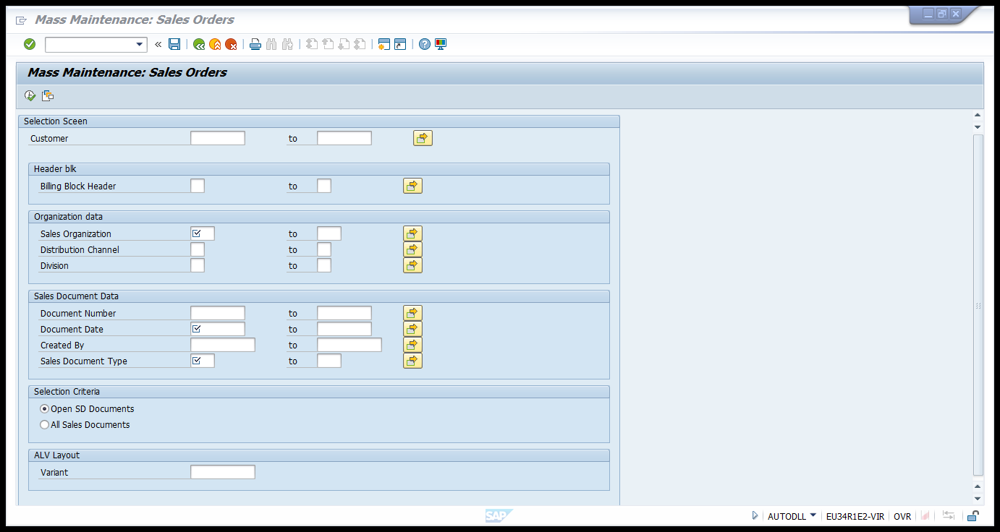 Mass Maintenance: Sales Orders
Mass Maintenance: Sales Orders
Selection Sceen
Customer to
Header blk
Billing Block Header to
Organization data
Sales Organization to
Distribution Channel to
Division to
Sales Document Data
Document Number to
Document Date to
Created By to
Sales Document Type to
Selection Criteria
Open SD Documents
All Sales Documents
ALV Layout
Variant
SAP AUTODLL EU34R1E2-VIR OVR